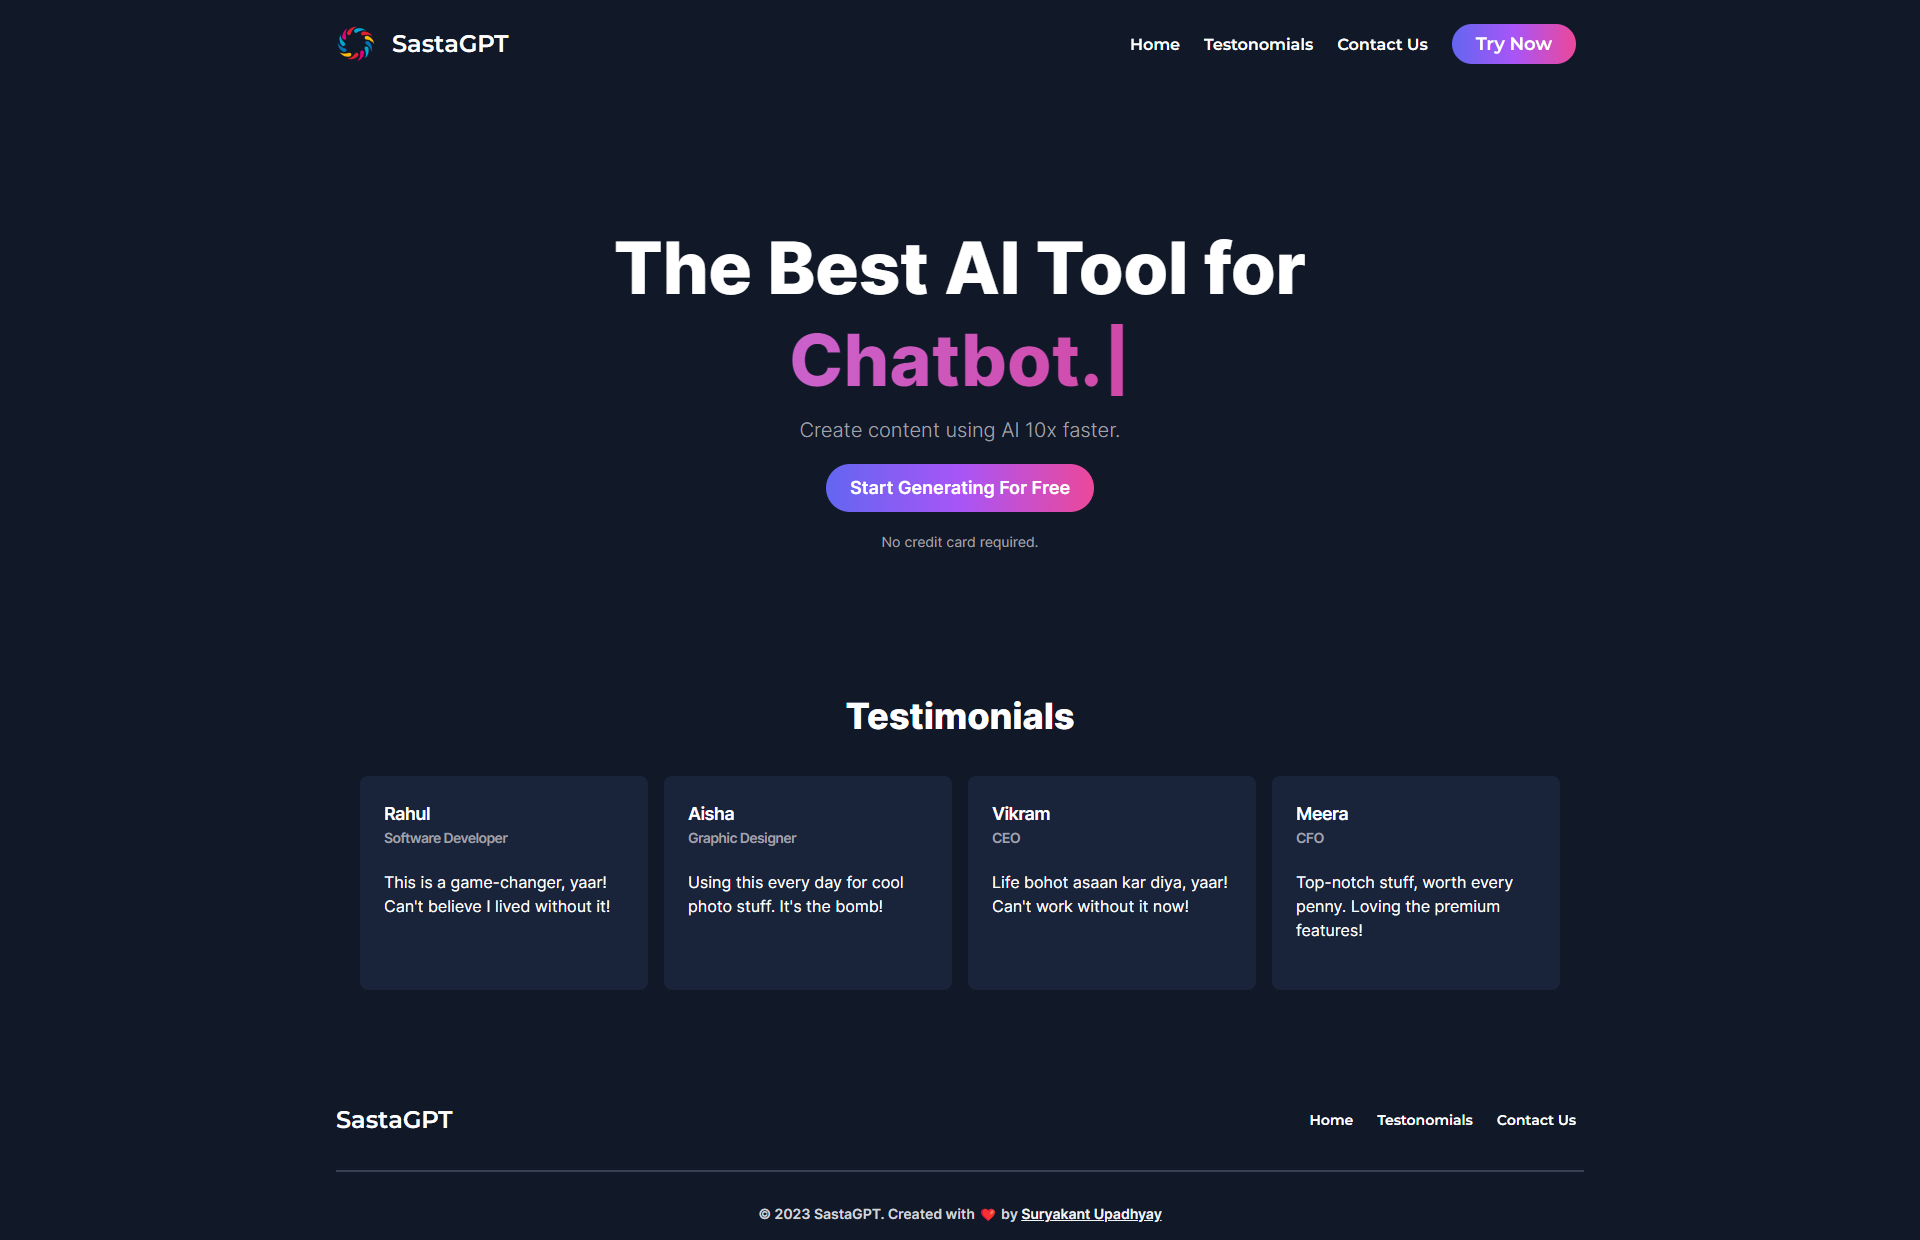 SastaGPT
Home Testonomials Contact Us Try Now
The Best AI Tool for
Chatbot.|
Create content using AI 10x faster.
Start Generating For Free
No credit card required.
Testimonials
Rahul
Software Developer
This is a game-changer, yaar!
Can't believe I lived without it!
Aisha
Graphic Designer
Using this every day for cool
photo stuff. It's the bomb!
Vikram
CEO
Life bohot asaan kar diya, yaar!
Can't work without it now!
Meera
CFO
Top-notch stuff, worth every
penny. Loving the premium
features!
SastaGPT
Home Testonomials Contact Us
© 2023 SastaGPT. Created with ❤️ by Suryakant Upadhyay